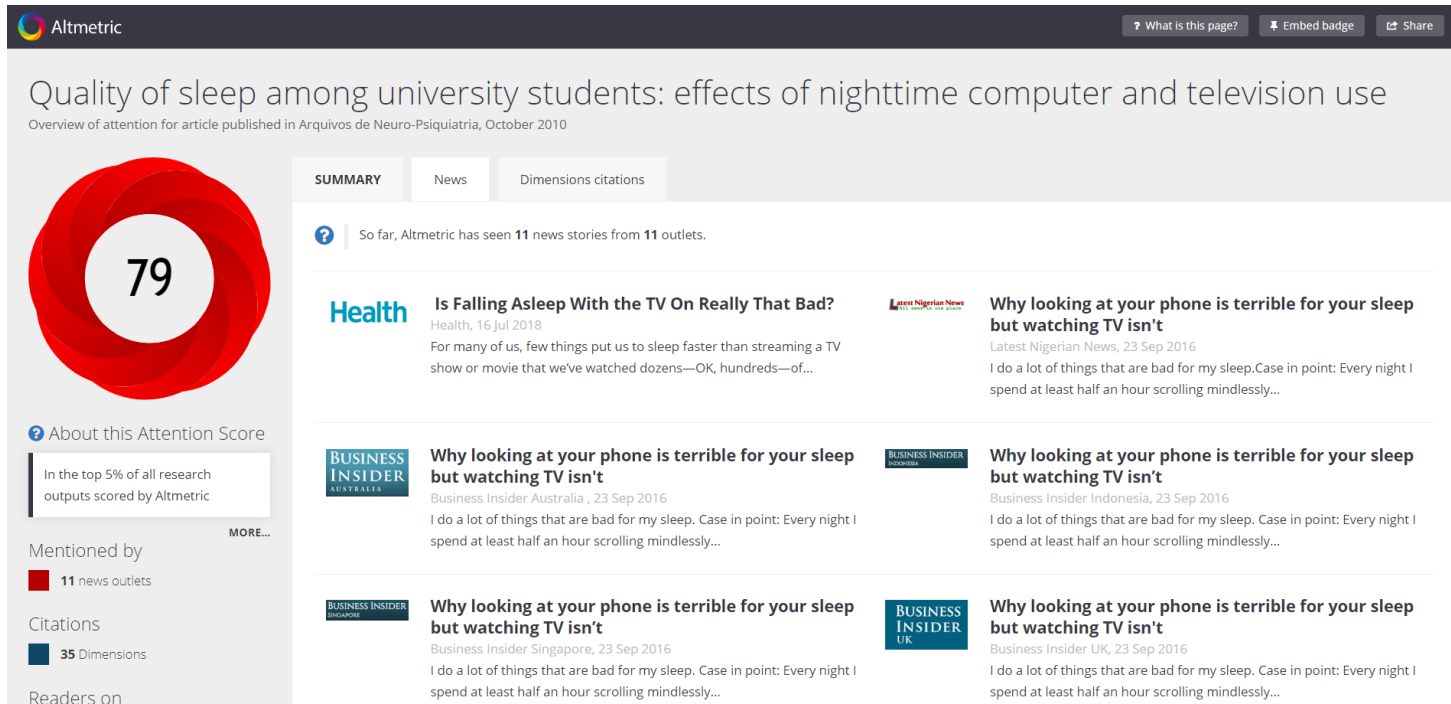 Altmetric
? What is this page?
Embed badge
Share
Quality of sleep among university students: effects of nighttime computer and television use
Overview of attention for article published in Arquivos de Neuro-Psiquiatria, October 2010
79
About this Attention Score
In the top 5% of all research
outputs scored by Altmetric
MORE...
Mentioned by
11 news outlets
Citations
35 Dimensions
Readers on
SUMMARY
News
Dimensions citations
? So far, Altmetric has seen 11 news stories from 11 outlets.
Health
Is Falling Asleep With the TV On Really That Bad?
Health, 16 Jul 2018
For many of us, few things put us to sleep faster than streaming a TV
show or movie that we've watched dozens—OK, hundreds—of...
Latest Nigerian News
All news in one place
Why looking at your phone is terrible for your sleep
but watching TV isn't
Latest Nigerian News, 23 Sep 2016
I do a lot of things that are bad for my sleep.Case in point: Every night I
spend at least half an hour scrolling mindlessly...
BUSINESS
INSIDER
AUSTRALIA
Why looking at your phone is terrible for your sleep
but watching TV isn't
Business Insider Australia , 23 Sep 2016
I do a lot of things that are bad for my sleep. Case in point: Every night I
spend at least half an hour scrolling mindlessly...
BUSINESS INSIDER
INDONESIA
Why looking at your phone is terrible for your sleep
but watching TV isn’t
Business Insider Indonesia, 23 Sep 2016
I do a lot of things that are bad for my sleep. Case in point: Every night I
spend at least half an hour scrolling mindlessly...
BUSINESS INSIDER
SINGAPORE
Why looking at your phone is terrible for your sleep
but watching TV isn’t
Business Insider Singapore, 23 Sep 2016
I do a lot of things that are bad for my sleep. Case in point: Every night I
spend at least half an hour scrolling mindlessly...
BUSINESS
INSIDER
UK
Why looking at your phone is terrible for your sleep
but watching TV isn't
Business Insider UK, 23 Sep 2016
I do a lot of things that are bad for my sleep. Case in point: Every night I
spend at least half an hour scrolling mindlessly...